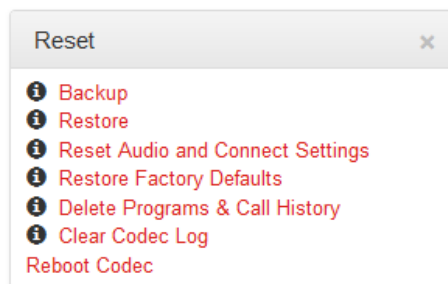 Reset
Backup
Restore
Reset Audio and Connect Settings
Restore Factory Defaults
Delete Programs & Call History
Clear Codec Log
Reboot Codec